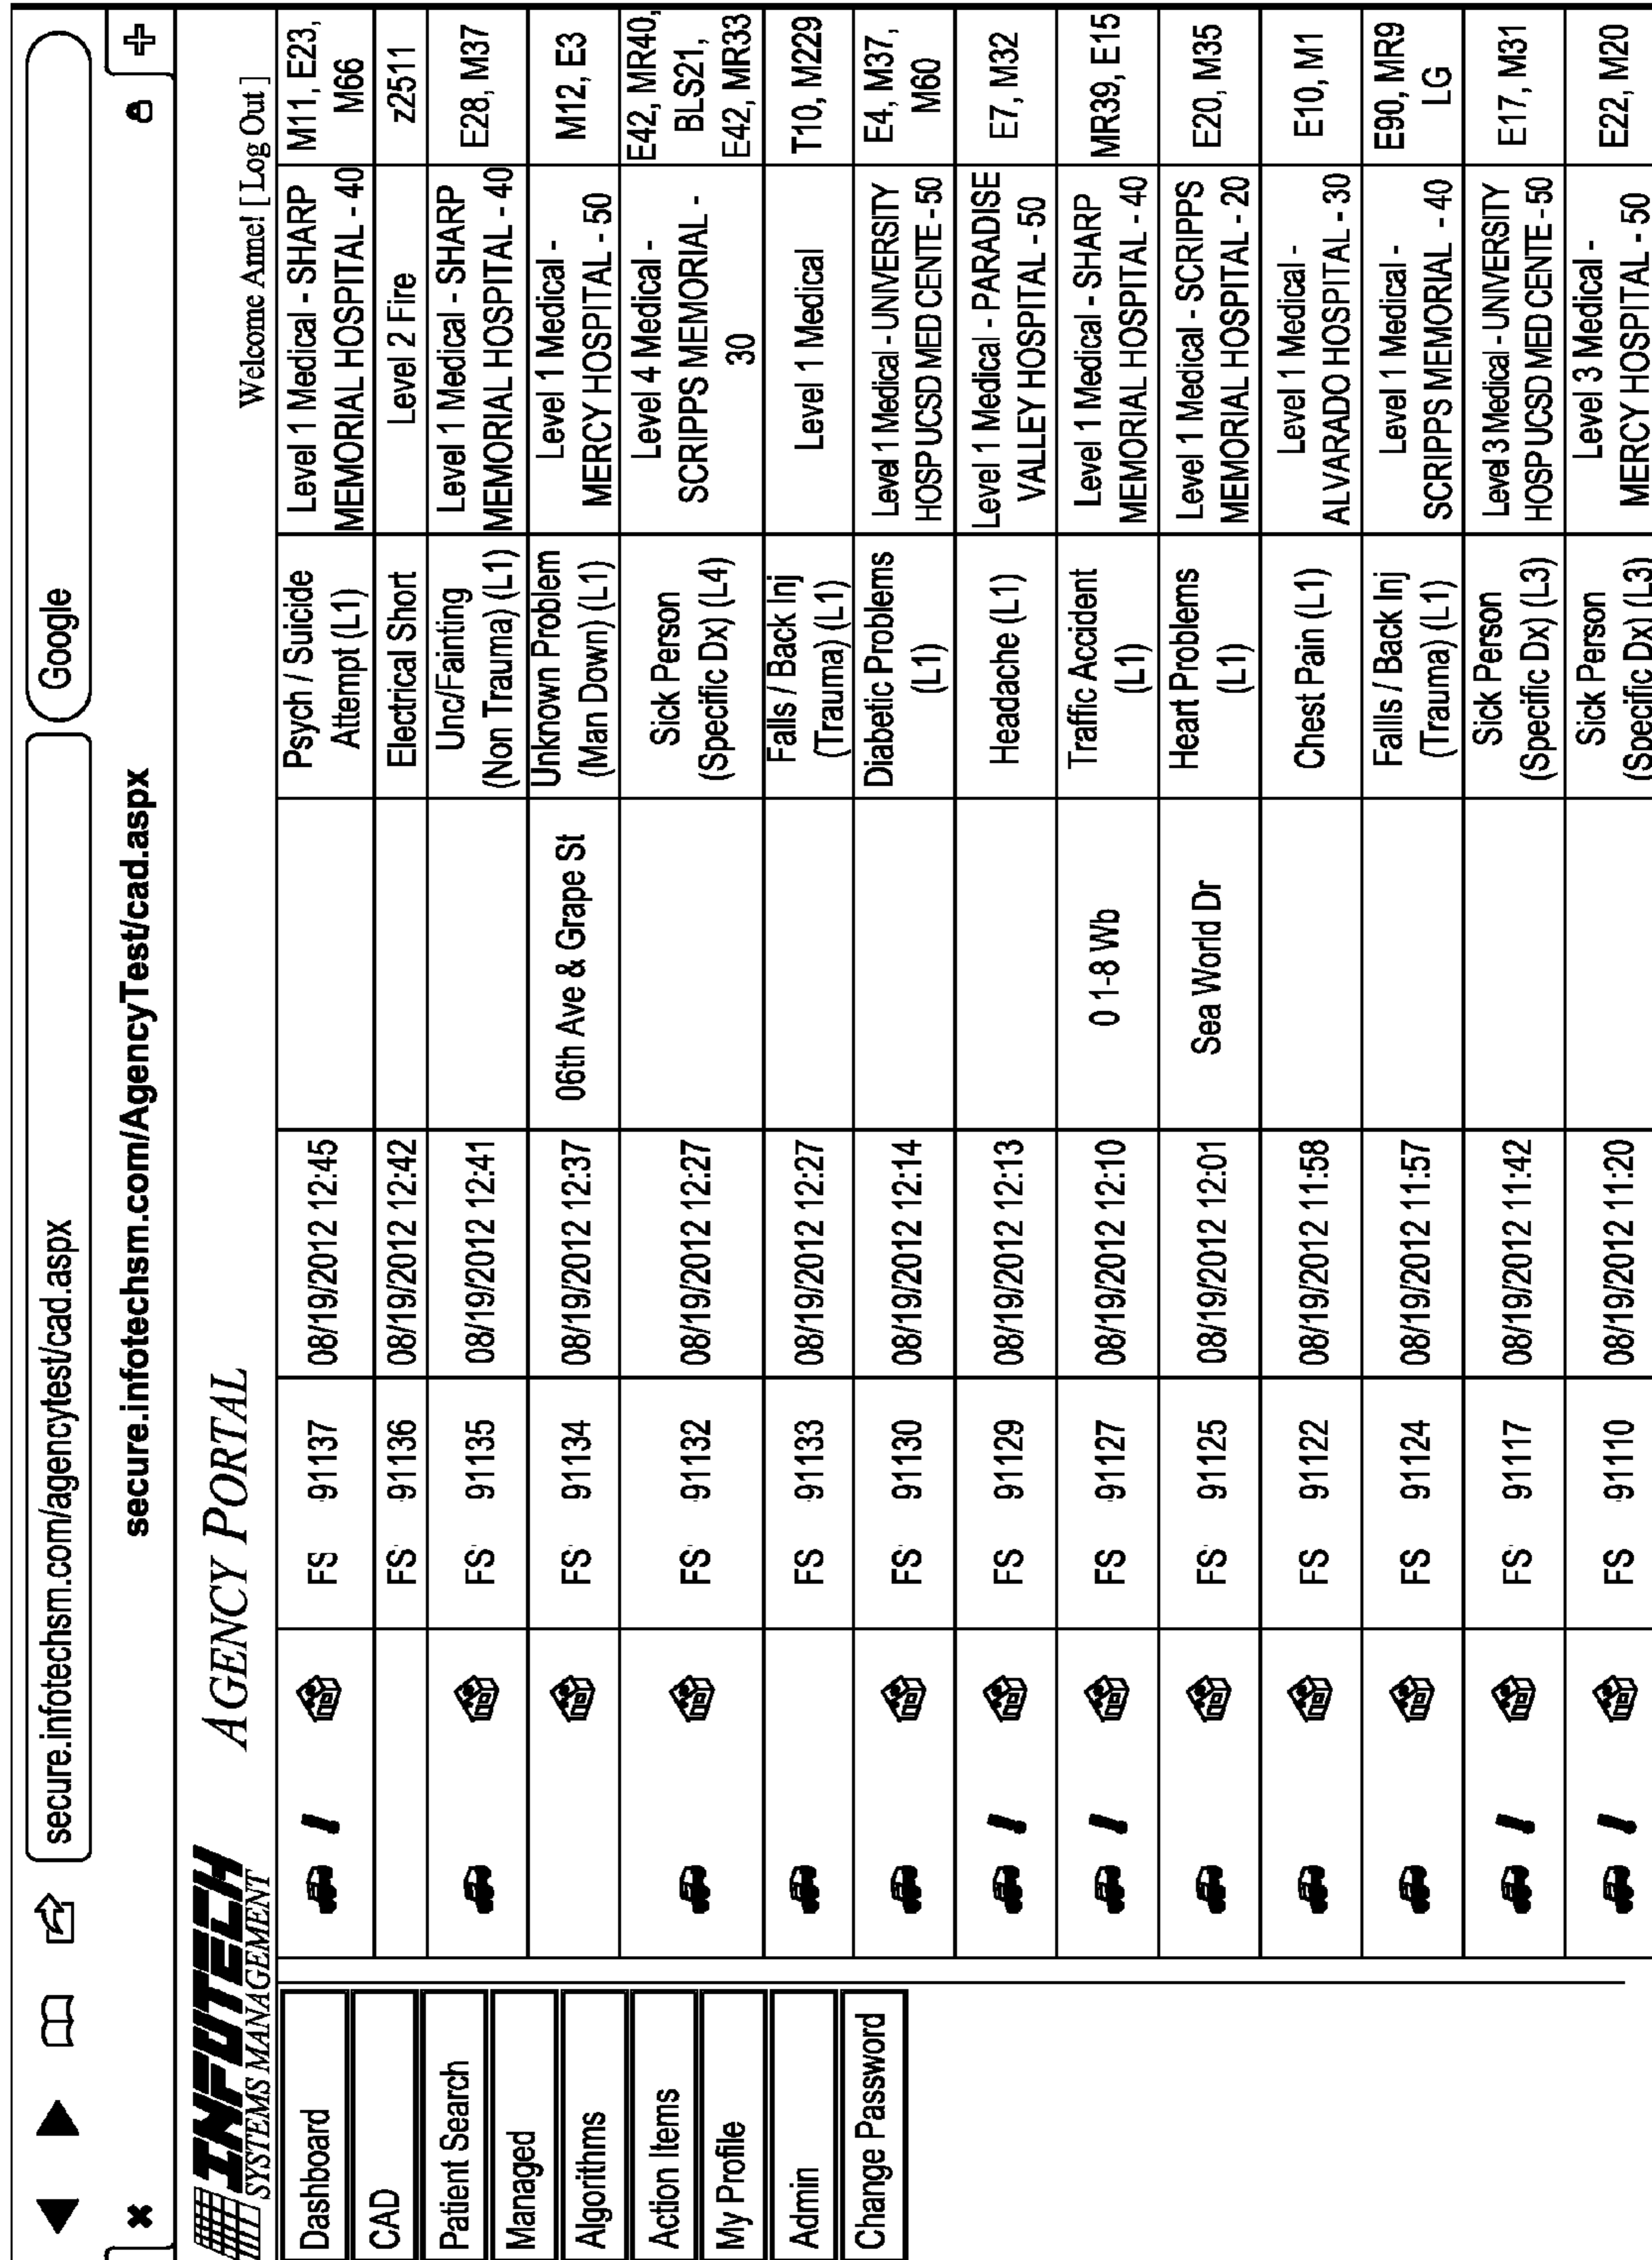 secure.infotechsm.com/agencytest/cad.aspx
Google
secure.infotechsm.com/AgencyTest/cad.aspx
INFOTECH
SYSTEMS MANAGEMENT
AGENCY PORTAL
Welcome Ame! [ Log Out ]
Dashboard
CAD
Patient Search
Managed
Algorithms
Action Items
My Profile
Admin
Change Password
FS 91137 08/19/2012 12:45 Psych / Suicide Level 1 Medical - SHARP M11, E23,
Attempt (L1) MEMORIAL HOSPITAL - 40 M66
FS 91136 08/19/2012 12:42 Electrical Short Level 2 Fire z2511
FS 91135 08/19/2012 12:41 Unc/Fainting Level 1 Medical - SHARP E28, M37
(Non Trauma) (L1) MEMORIAL HOSPITAL - 40
FS 91134 08/19/2012 12:37 06th Ave & Grape St Unknown Problem Level 1 Medical - M12, E3
(Man Down) (L1) MERCY HOSPITAL - 50
FS 91132 08/19/2012 12:27 Sick Person Level 4 Medical - E42, MR40,
(Specific Dx) (L4) SCRIPPS MEMORIAL - BLS21,
30 E42, MR33
FS 91133 08/19/2012 12:27 Falls / Back Inj Level 1 Medical T10, M229
(Trauma) (L1)
FS 91130 08/19/2012 12:14 Diabetic Problems Level 1 Medical - UNIVERSITY E4, M37,
(L1) HOSP UCSD MED CENTE - 50 M60
FS 91129 08/19/2012 12:13 Headache (L1) Level 1 Medical - PARADISE E7, M32
VALLEY HOSPITAL - 50
FS 91127 08/19/2012 12:10 0 1-8 Wb Traffic Accident Level 1 Medical - SHARP MR39, E15
(L1) MEMORIAL HOSPITAL - 40
FS 91125 08/19/2012 12:01 Sea World Dr Heart Problems Level 1 Medical - SCRIPPS E20, M35
(L1) MEMORIAL HOSPITAL - 20
FS 91122 08/19/2012 11:58 Chest Pain (L1) Level 1 Medical - E10, M1
ALVARADO HOSPITAL - 30
FS 91124 08/19/2012 11:57 Falls / Back Inj Level 1 Medical - E90, MR9
(Trauma) (L1) SCRIPPS MEMORIAL - 40 LG
FS 91117 08/19/2012 11:42 Sick Person Level 3 Medical - UNIVERSITY E17, M31
(Specific Dx) (L3) HOSP UCSD MED CENTE - 50
FS 91110 08/19/2012 11:20 Sick Person Level 3 Medical - E22, M20
(Specific Dx) (L3) MERCY HOSPITAL - 50